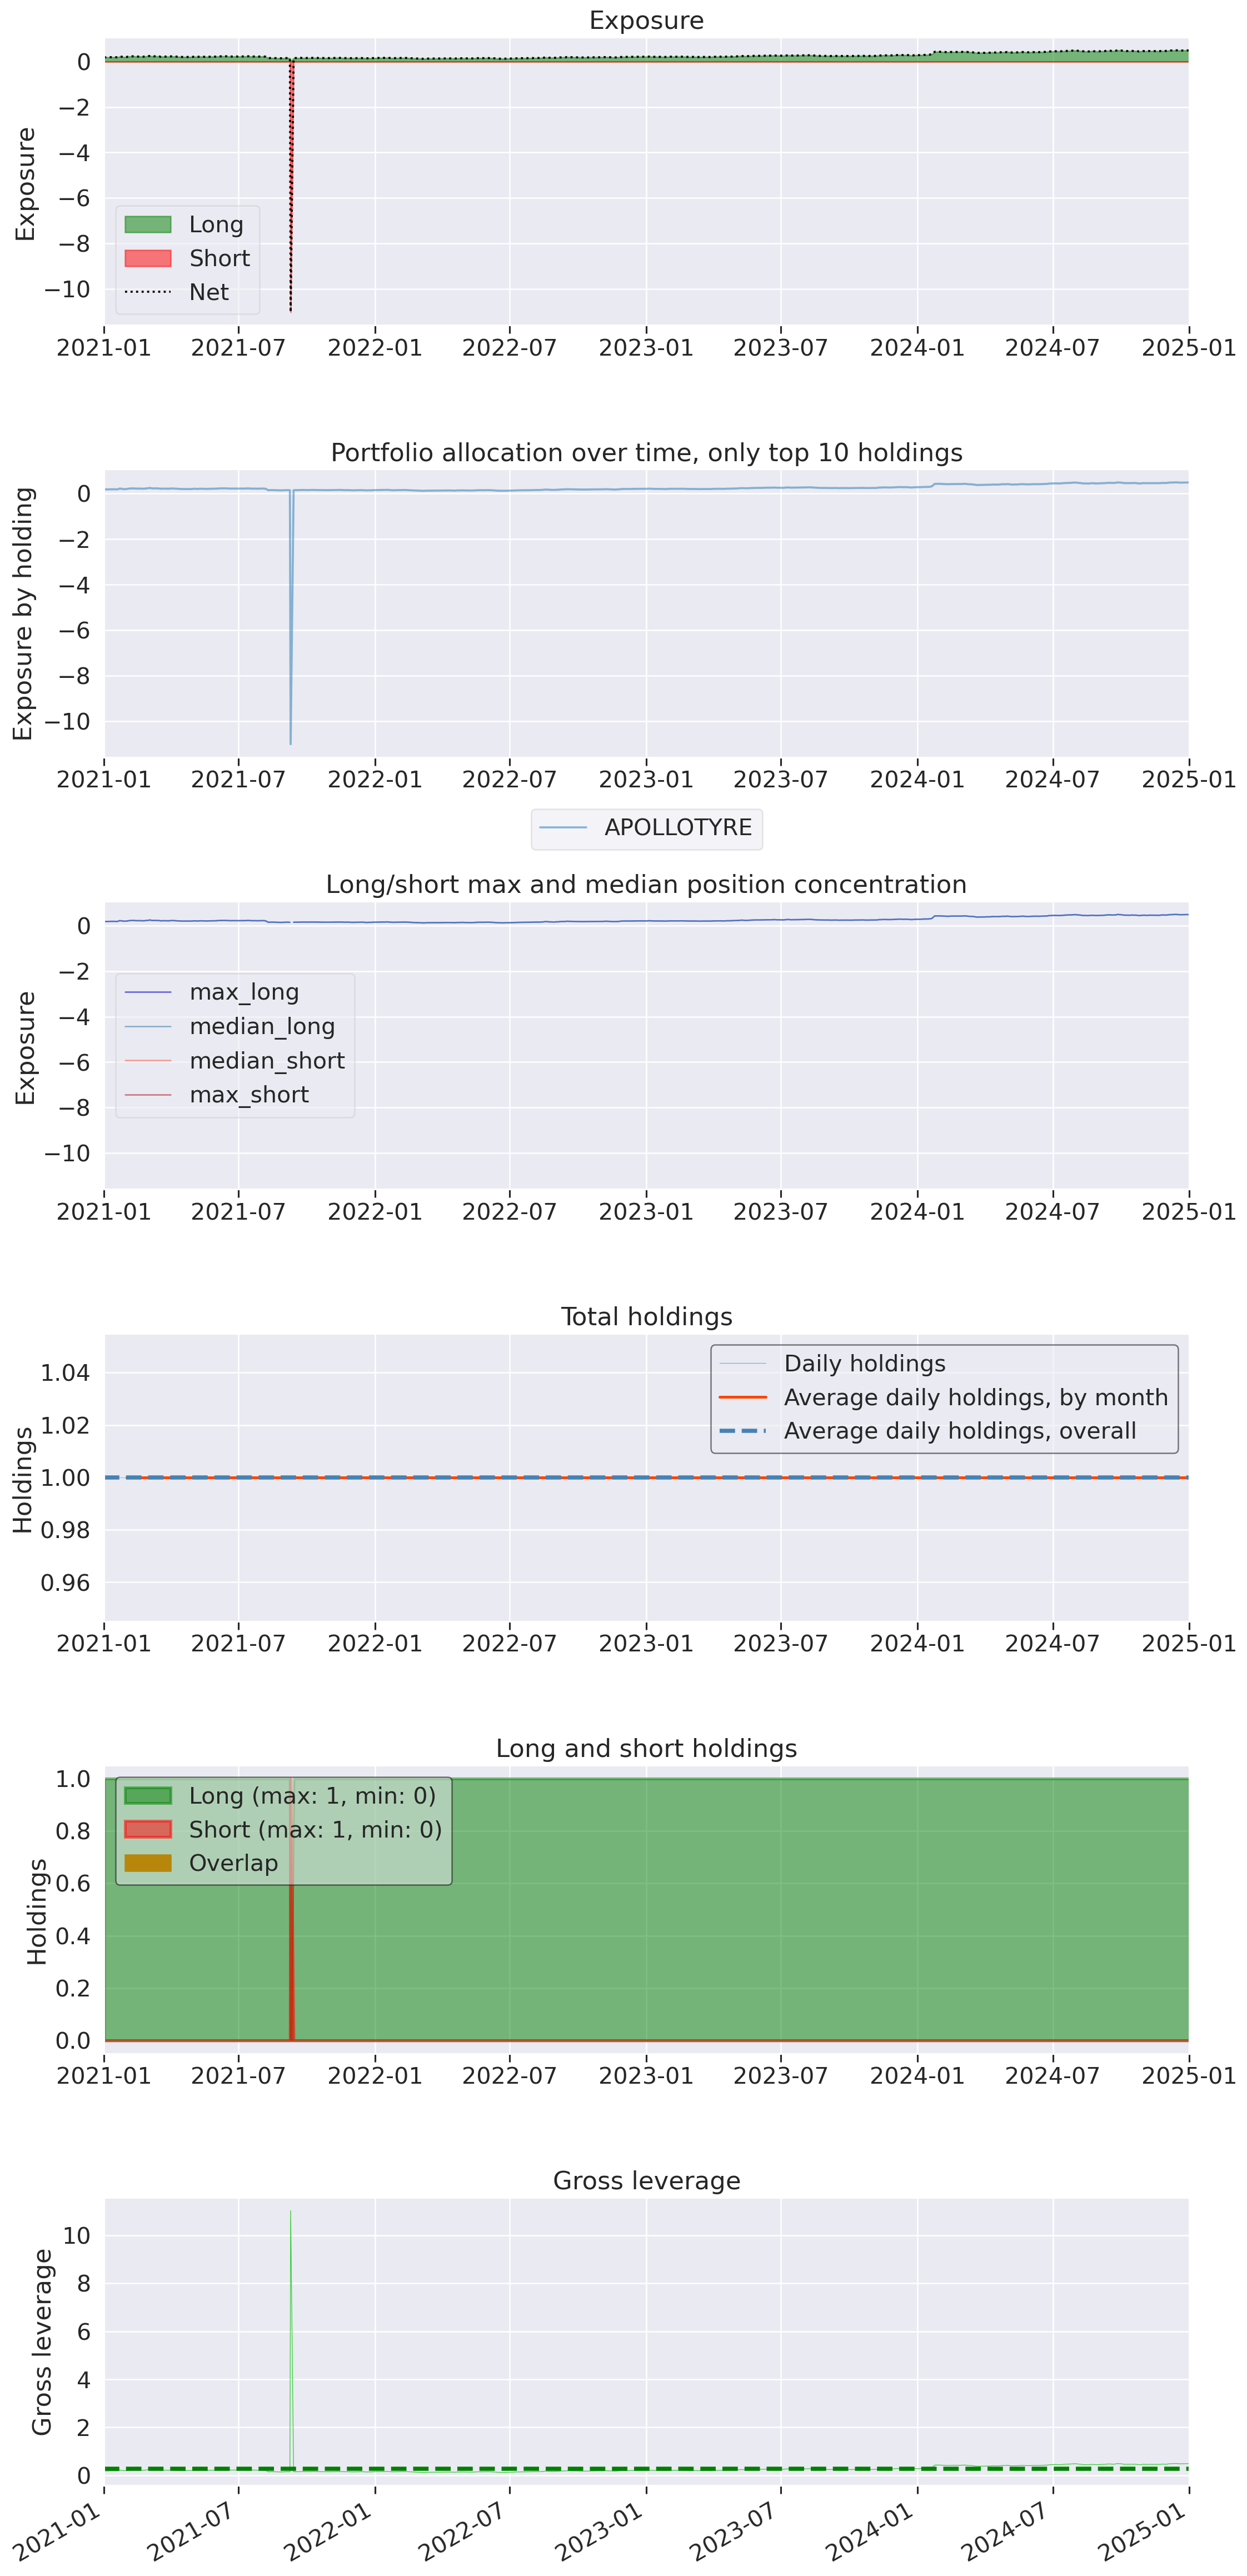 Exposure
0
−2
−4
−6
−8
−10
Exposure
Long
Short
Net
2021-01 2021-07 2022-01 2022-07 2023-01 2023-07 2024-01 2024-07 2025-01
Portfolio allocation over time, only top 10 holdings
0
−2
−4
−6
−8
−10
Exposure by holding
2021-01 2021-07 2022-01 2022-07 2023-01 2023-07 2024-01 2024-07 2025-01
APOLLOTYRE
Long/short max and median position concentration
0
−2
−4
−6
−8
−10
Exposure
max_long
median_long
median_short
max_short
2021-01 2021-07 2022-01 2022-07 2023-01 2023-07 2024-01 2024-07 2025-01
Total holdings
1.04
1.02
1.00
0.98
0.96
Holdings
Daily holdings
Average daily holdings, by month
Average daily holdings, overall
2021-01 2021-07 2022-01 2022-07 2023-01 2023-07 2024-01 2024-07 2025-01
Long and short holdings
1.0
0.8
0.6
0.4
0.2
0.0
Holdings
Long (max: 1, min: 0)
Short (max: 1, min: 0)
Overlap
2021-01 2021-07 2022-01 2022-07 2023-01 2023-07 2024-01 2024-07 2025-01
Gross leverage
10
8
6
4
2
0
Gross leverage
2021-01 2021-07 2022-01 2022-07 2023-01 2023-07 2024-01 2024-07 2025-01